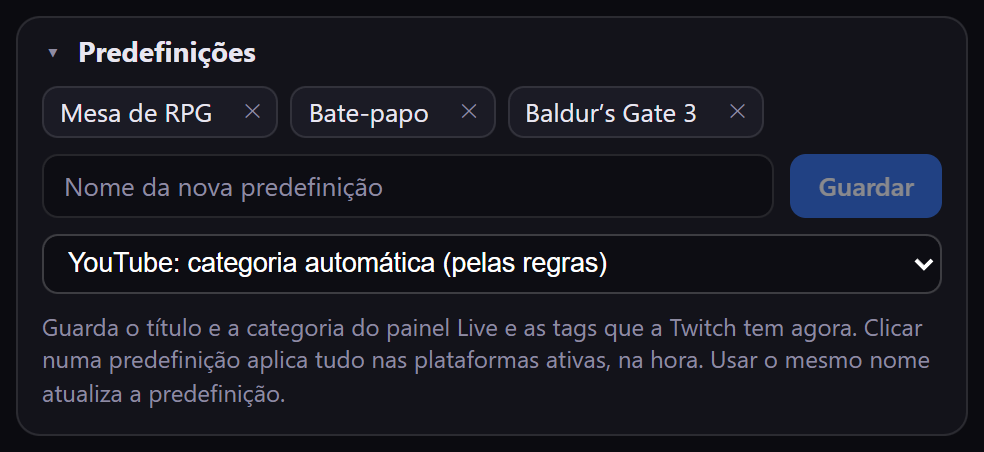 Predefinições
Mesa de RPG
Bate-papo
Baldur’s Gate 3
Nome da nova predefinição
Guardar
YouTube: categoria automática (pelas regras)
Guarda o título e a categoria do painel Live e as tags que a Twitch tem agora. Clicar
numa predefinição aplica tudo nas plataformas ativas, na hora. Usar o mesmo nome
atualiza a predefinição.